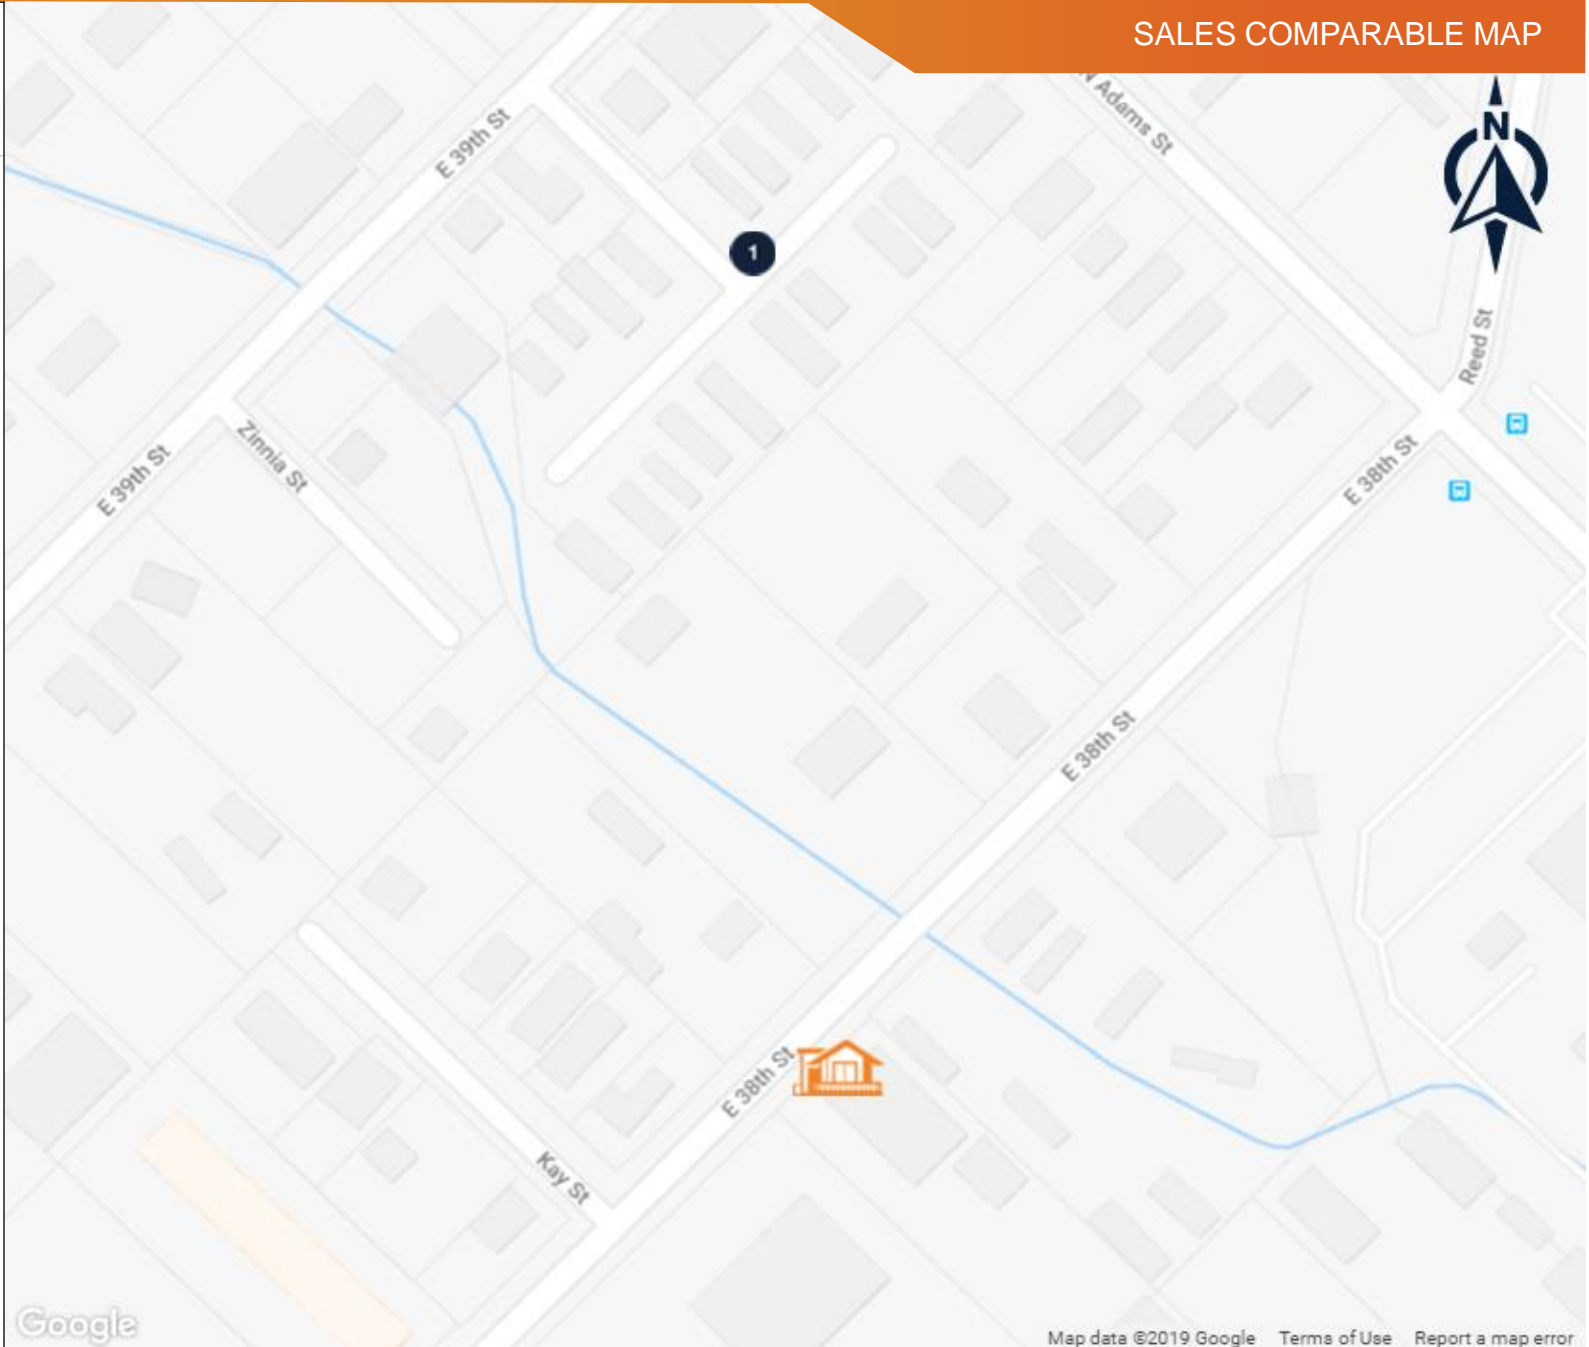 SALES COMPARABLE MAP
N Adams St
E 39th St
N
1
Reed St
Zinnia St
E 39th St
E 38th St
E 38th St
E 38th St
Kay St
Google
Map data ©2019 Google Terms of Use Report a map error